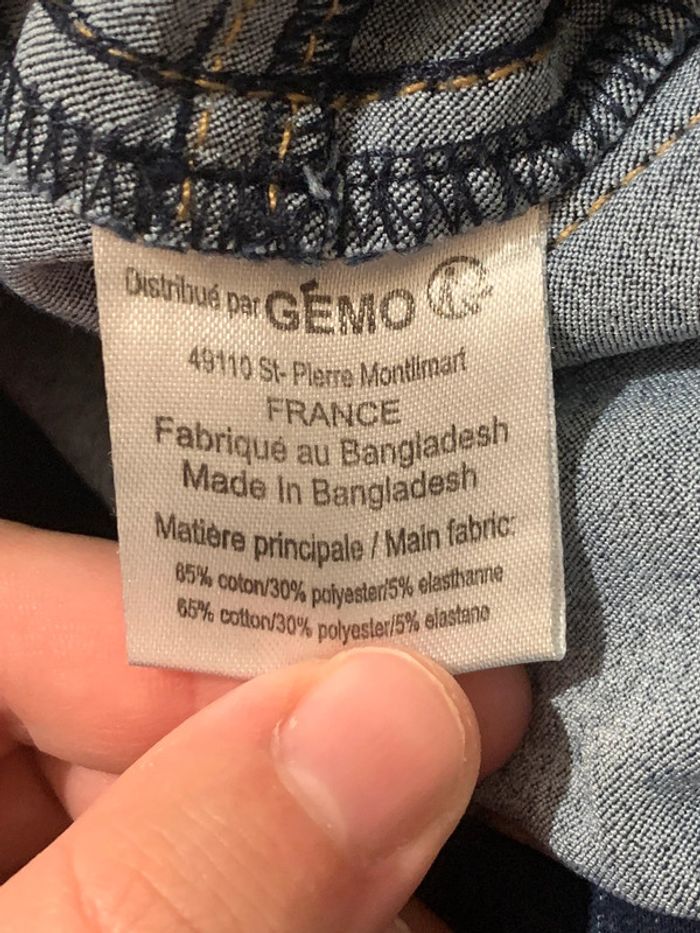 Distribué par GÉMO
49110 St-Pierre Montlimart
FRANCE
Fabriqué au Bangladesh
Made In Bangladesh
Matière principale / Main fabric:
65% coton/30% polyester/5% elasthanne
65% cotton/30% polyester/5% elastane